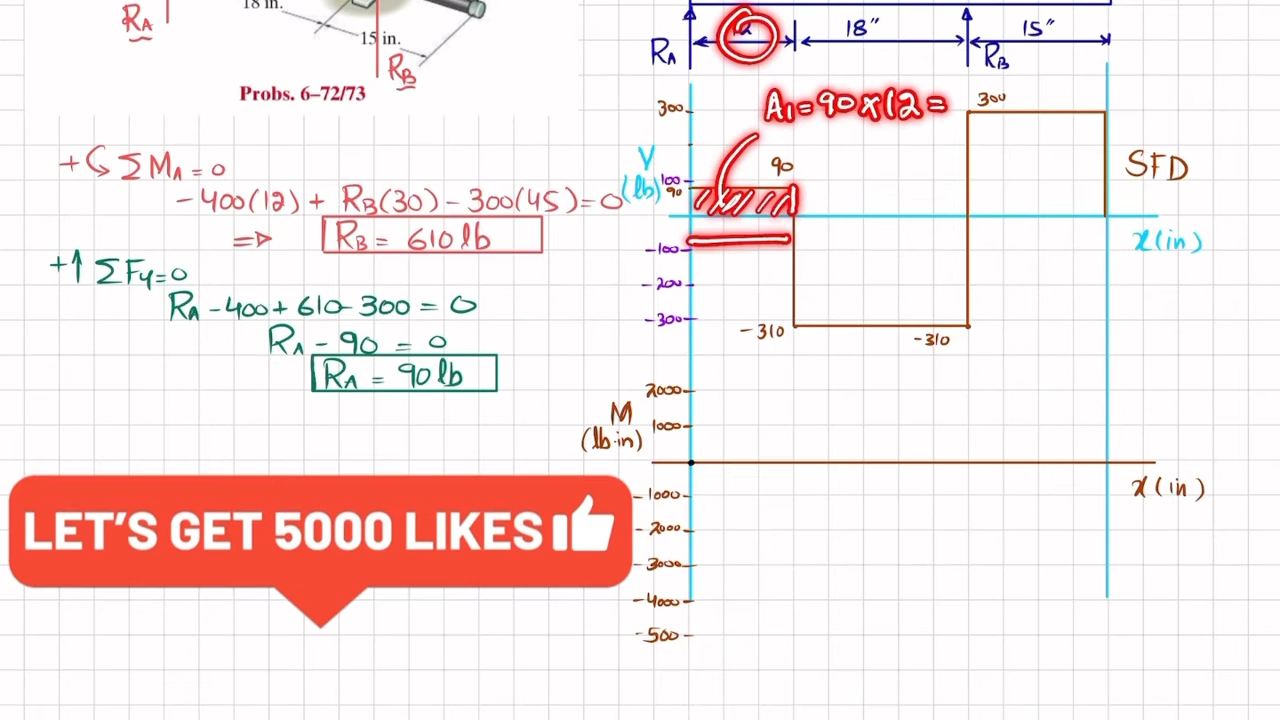 18 in.
RA
15 in.
RB
Probs. 6–72/73
+ ΣMA = 0
-400(12) + RB(30) - 300(45) = 0
⇒ RB = 610 lb
+↑ ΣFy = 0
RA - 400 + 610 - 300 = 0
RA - 90 = 0
RA = 90 lb
LET'S GET 5000 LIKES
RA
12
18"
RB
15"
A1 = 90 x 12 =
V
(lb)
300
100
90
-100
-200
-300
90
300
-310
-310
SFD
x(in)
M
(lb.in)
2000
1000
-1000
-2000
-3000
-4000
-500
x(in)